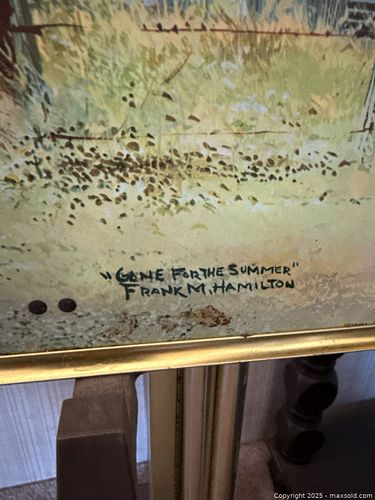 "GONE FOR THE SUMMER"
FRANK M. HAMILTON
Copyright 2025 - maxsold.com